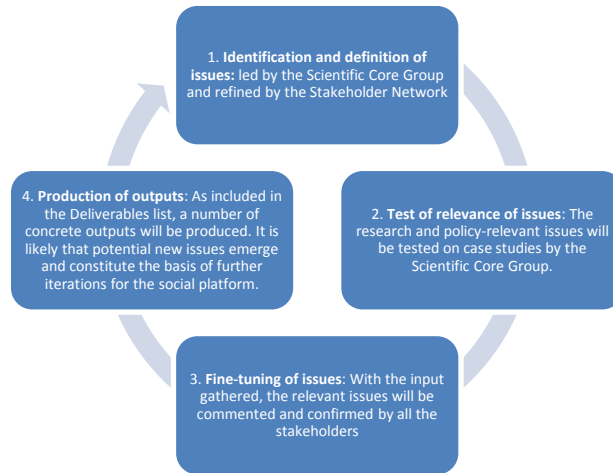 1. Identification and definition of
issues: led by the Scientific Core Group
and refined by the Stakeholder Network
2. Test of relevance of issues: The
research and policy-relevant issues will
be tested on case studies by the
Scientific Core Group.
3. Fine-tuning of issues: With the input
gathered, the relevant issues will be
commented and confirmed by all the
stakeholders
4. Production of outputs: As included in
the Deliverables list, a number of
concrete outputs will be produced. It is
likely that potential new issues emerge
and constitute the basis of further
iterations for the social platform.